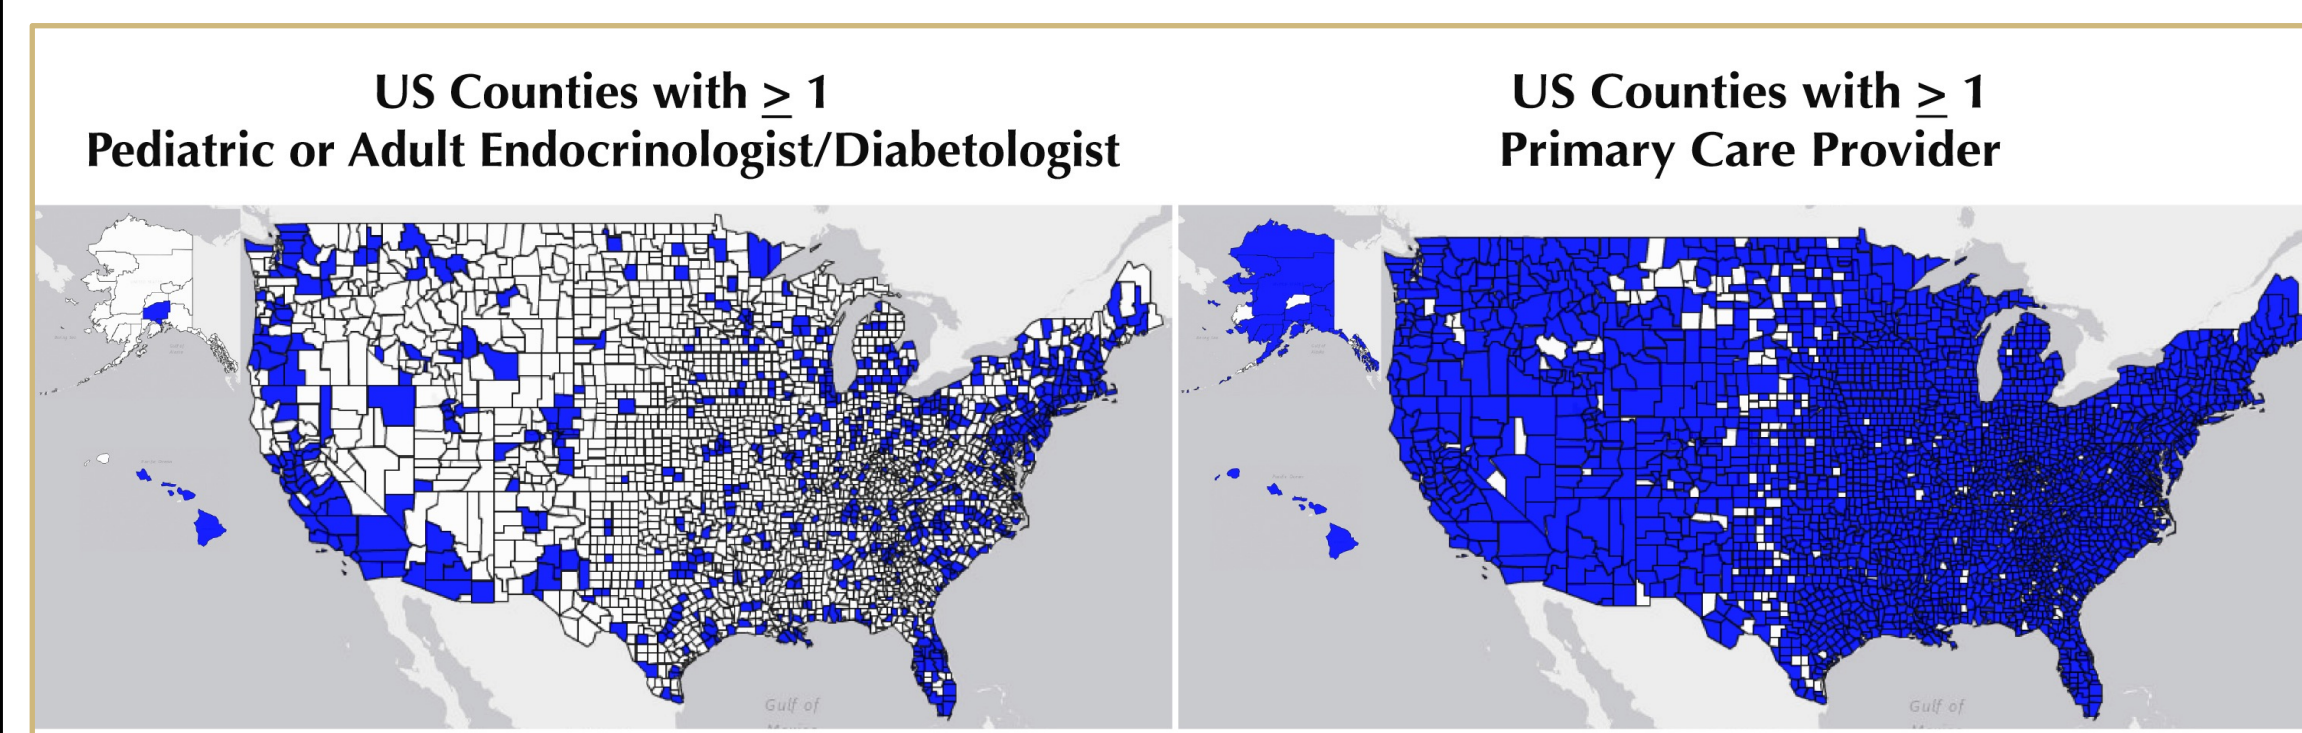 US Counties with ≥ 1
Pediatric or Adult Endocrinologist/Diabetologist
US Counties with ≥ 1
Primary Care Provider
Gulf of
Gulf of